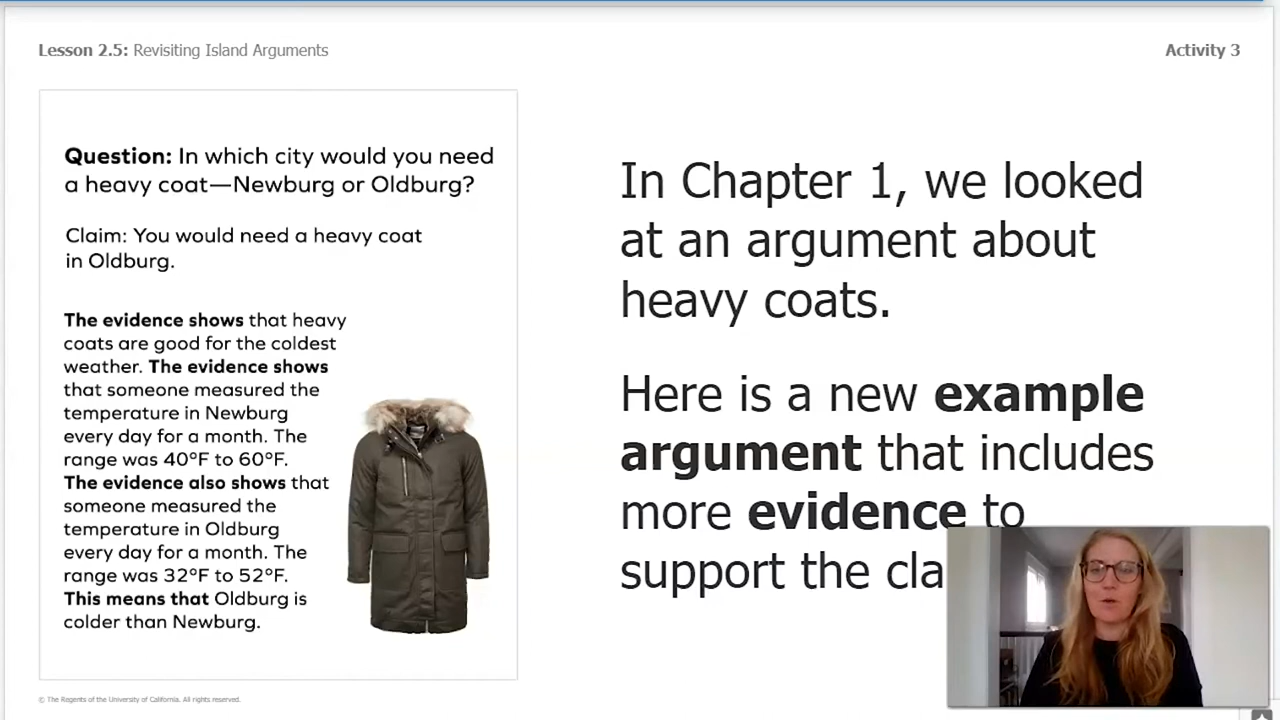 Lesson 2.5: Revisiting Island Arguments
Activity 3
Question: In which city would you need
a heavy coat—Newburg or Oldburg?
Claim: You would need a heavy coat
in Oldburg.
The evidence shows that heavy
coats are good for the coldest
weather. The evidence shows
that someone measured the
temperature in Newburg
every day for a month. The
range was 40°F to 60°F.
The evidence also shows that
someone measured the
temperature in Oldburg
every day for a month. The
range was 32°F to 52°F.
This means that Oldburg is
colder than Newburg.
In Chapter 1, we looked
at an argument about
heavy coats.
Here is a new example
argument that includes
more evidence to
support the cla
© The Regents of the University of California. All rights reserved.